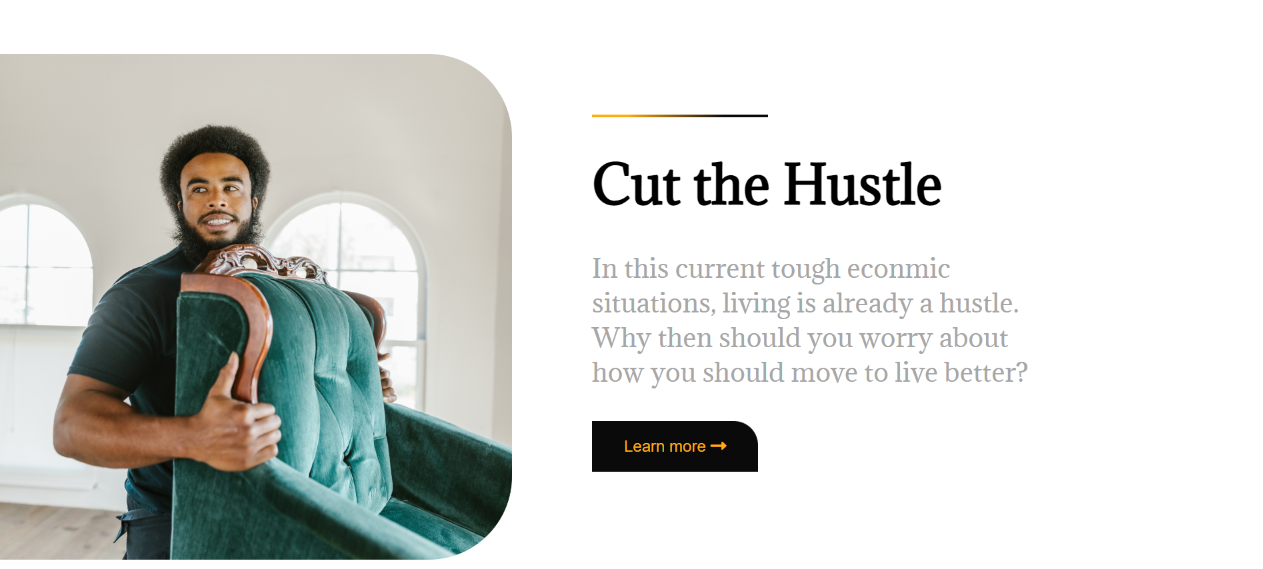 Cut the Hustle
In this current tough econmic
situations, living is already a hustle.
Why then should you worry about
how you should move to live better?
Learn more →